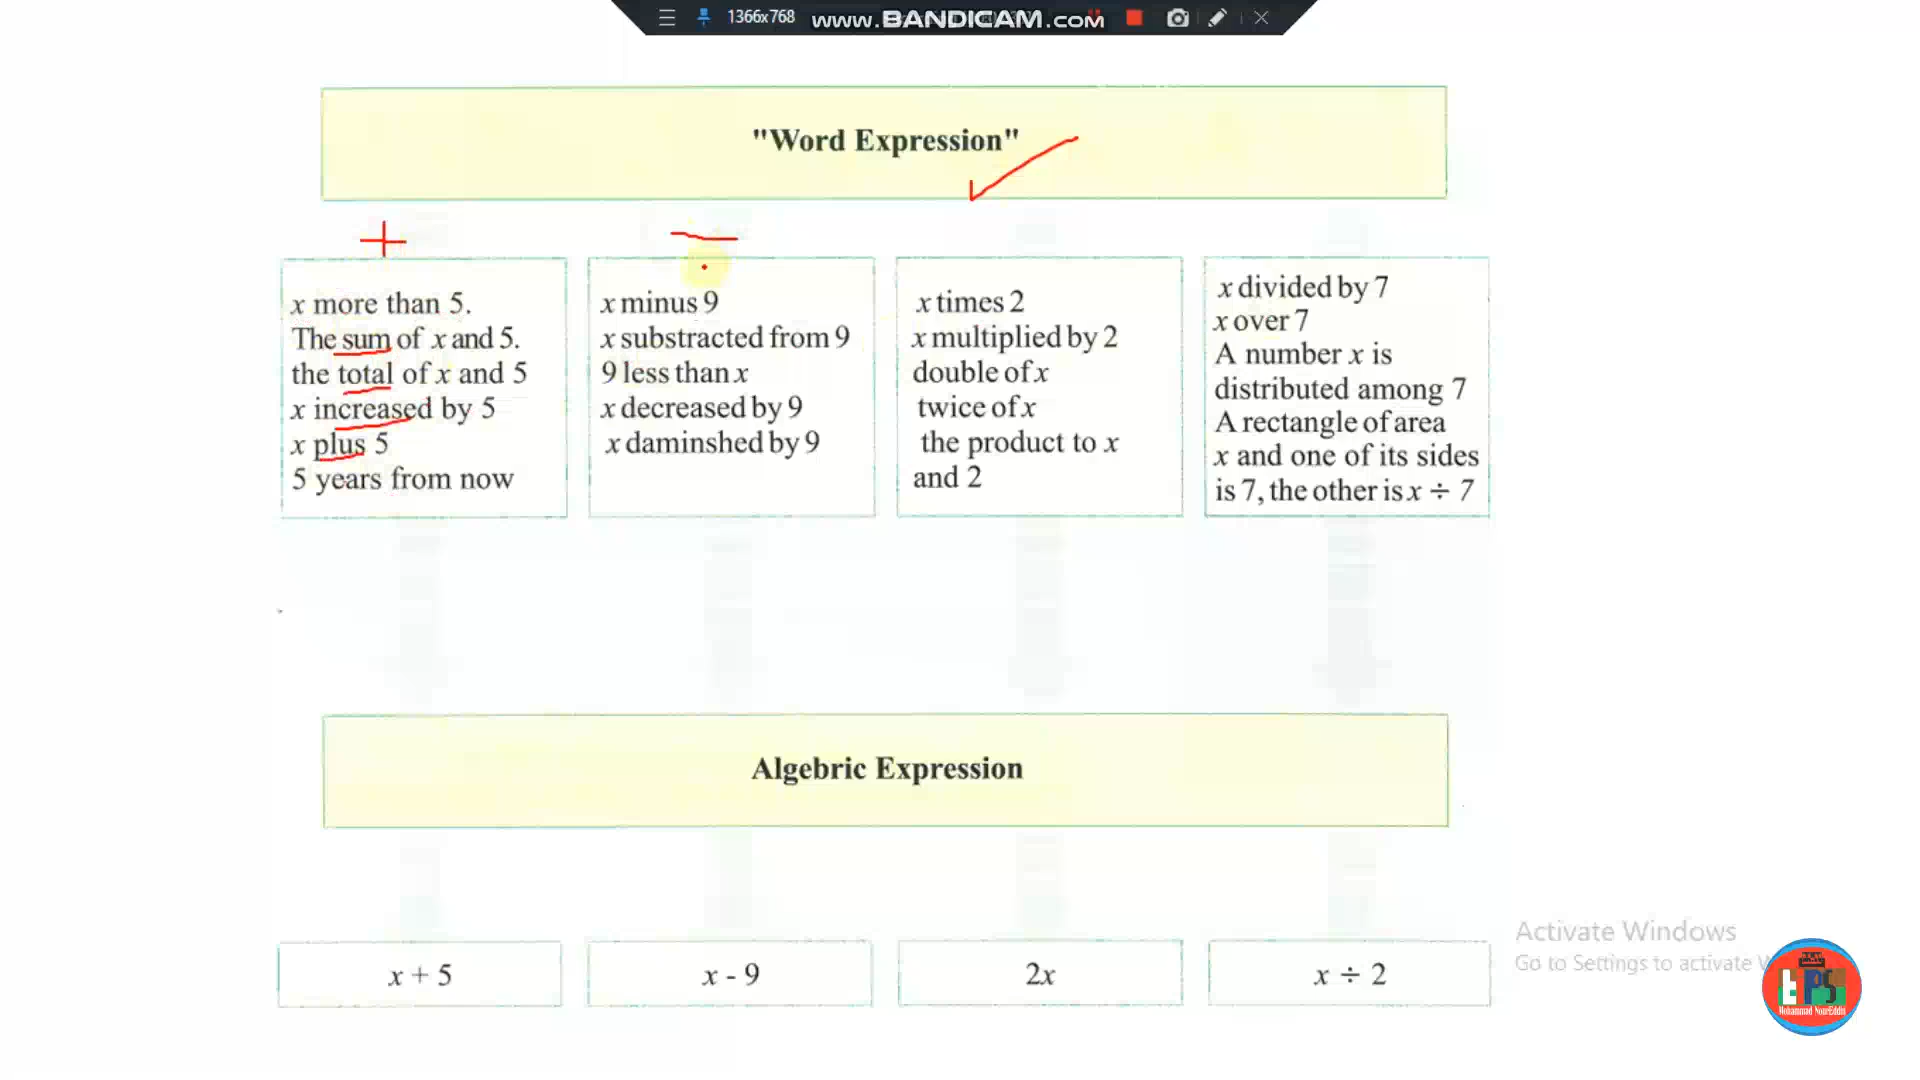 1366x768
www.BANDICAM.com
"Word Expression"
+
−
x more than 5.
The sum of x and 5.
the total of x and 5
x increased by 5
x plus 5
5 years from now
x minus 9
x substracted from 9
9 less than x
x decreased by 9
x daminshed by 9
x times 2
x multiplied by 2
double of x
twice of x
the product to x
and 2
x divided by 7
x over 7
A number x is
distributed among 7
A rectangle of area
x and one of its sides
is 7, the other is x ÷ 7
Algebric Expression
x + 5
x - 9
2x
x ÷ 2
Activate Windows
Go to Settings to activate
EPS
Mohammad NourEddin